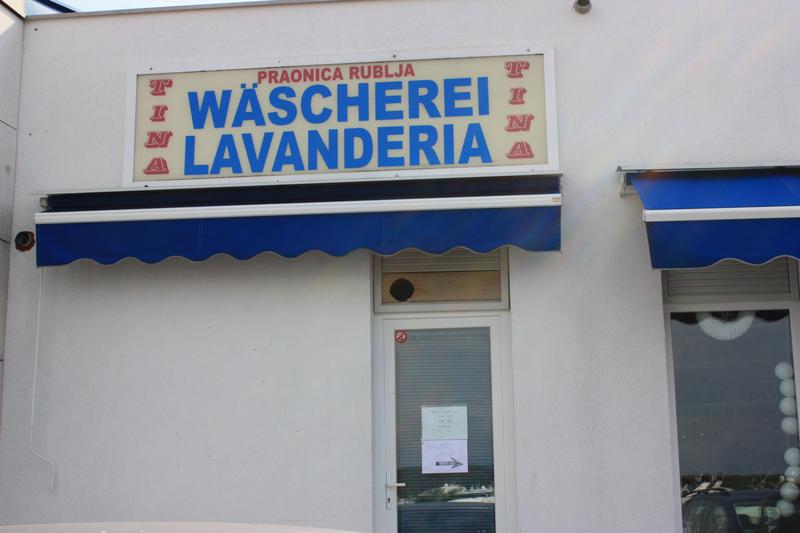 PRAONICA RUBLJA
WÄSCHEREI
LAVANDERIA
TINA
TINA